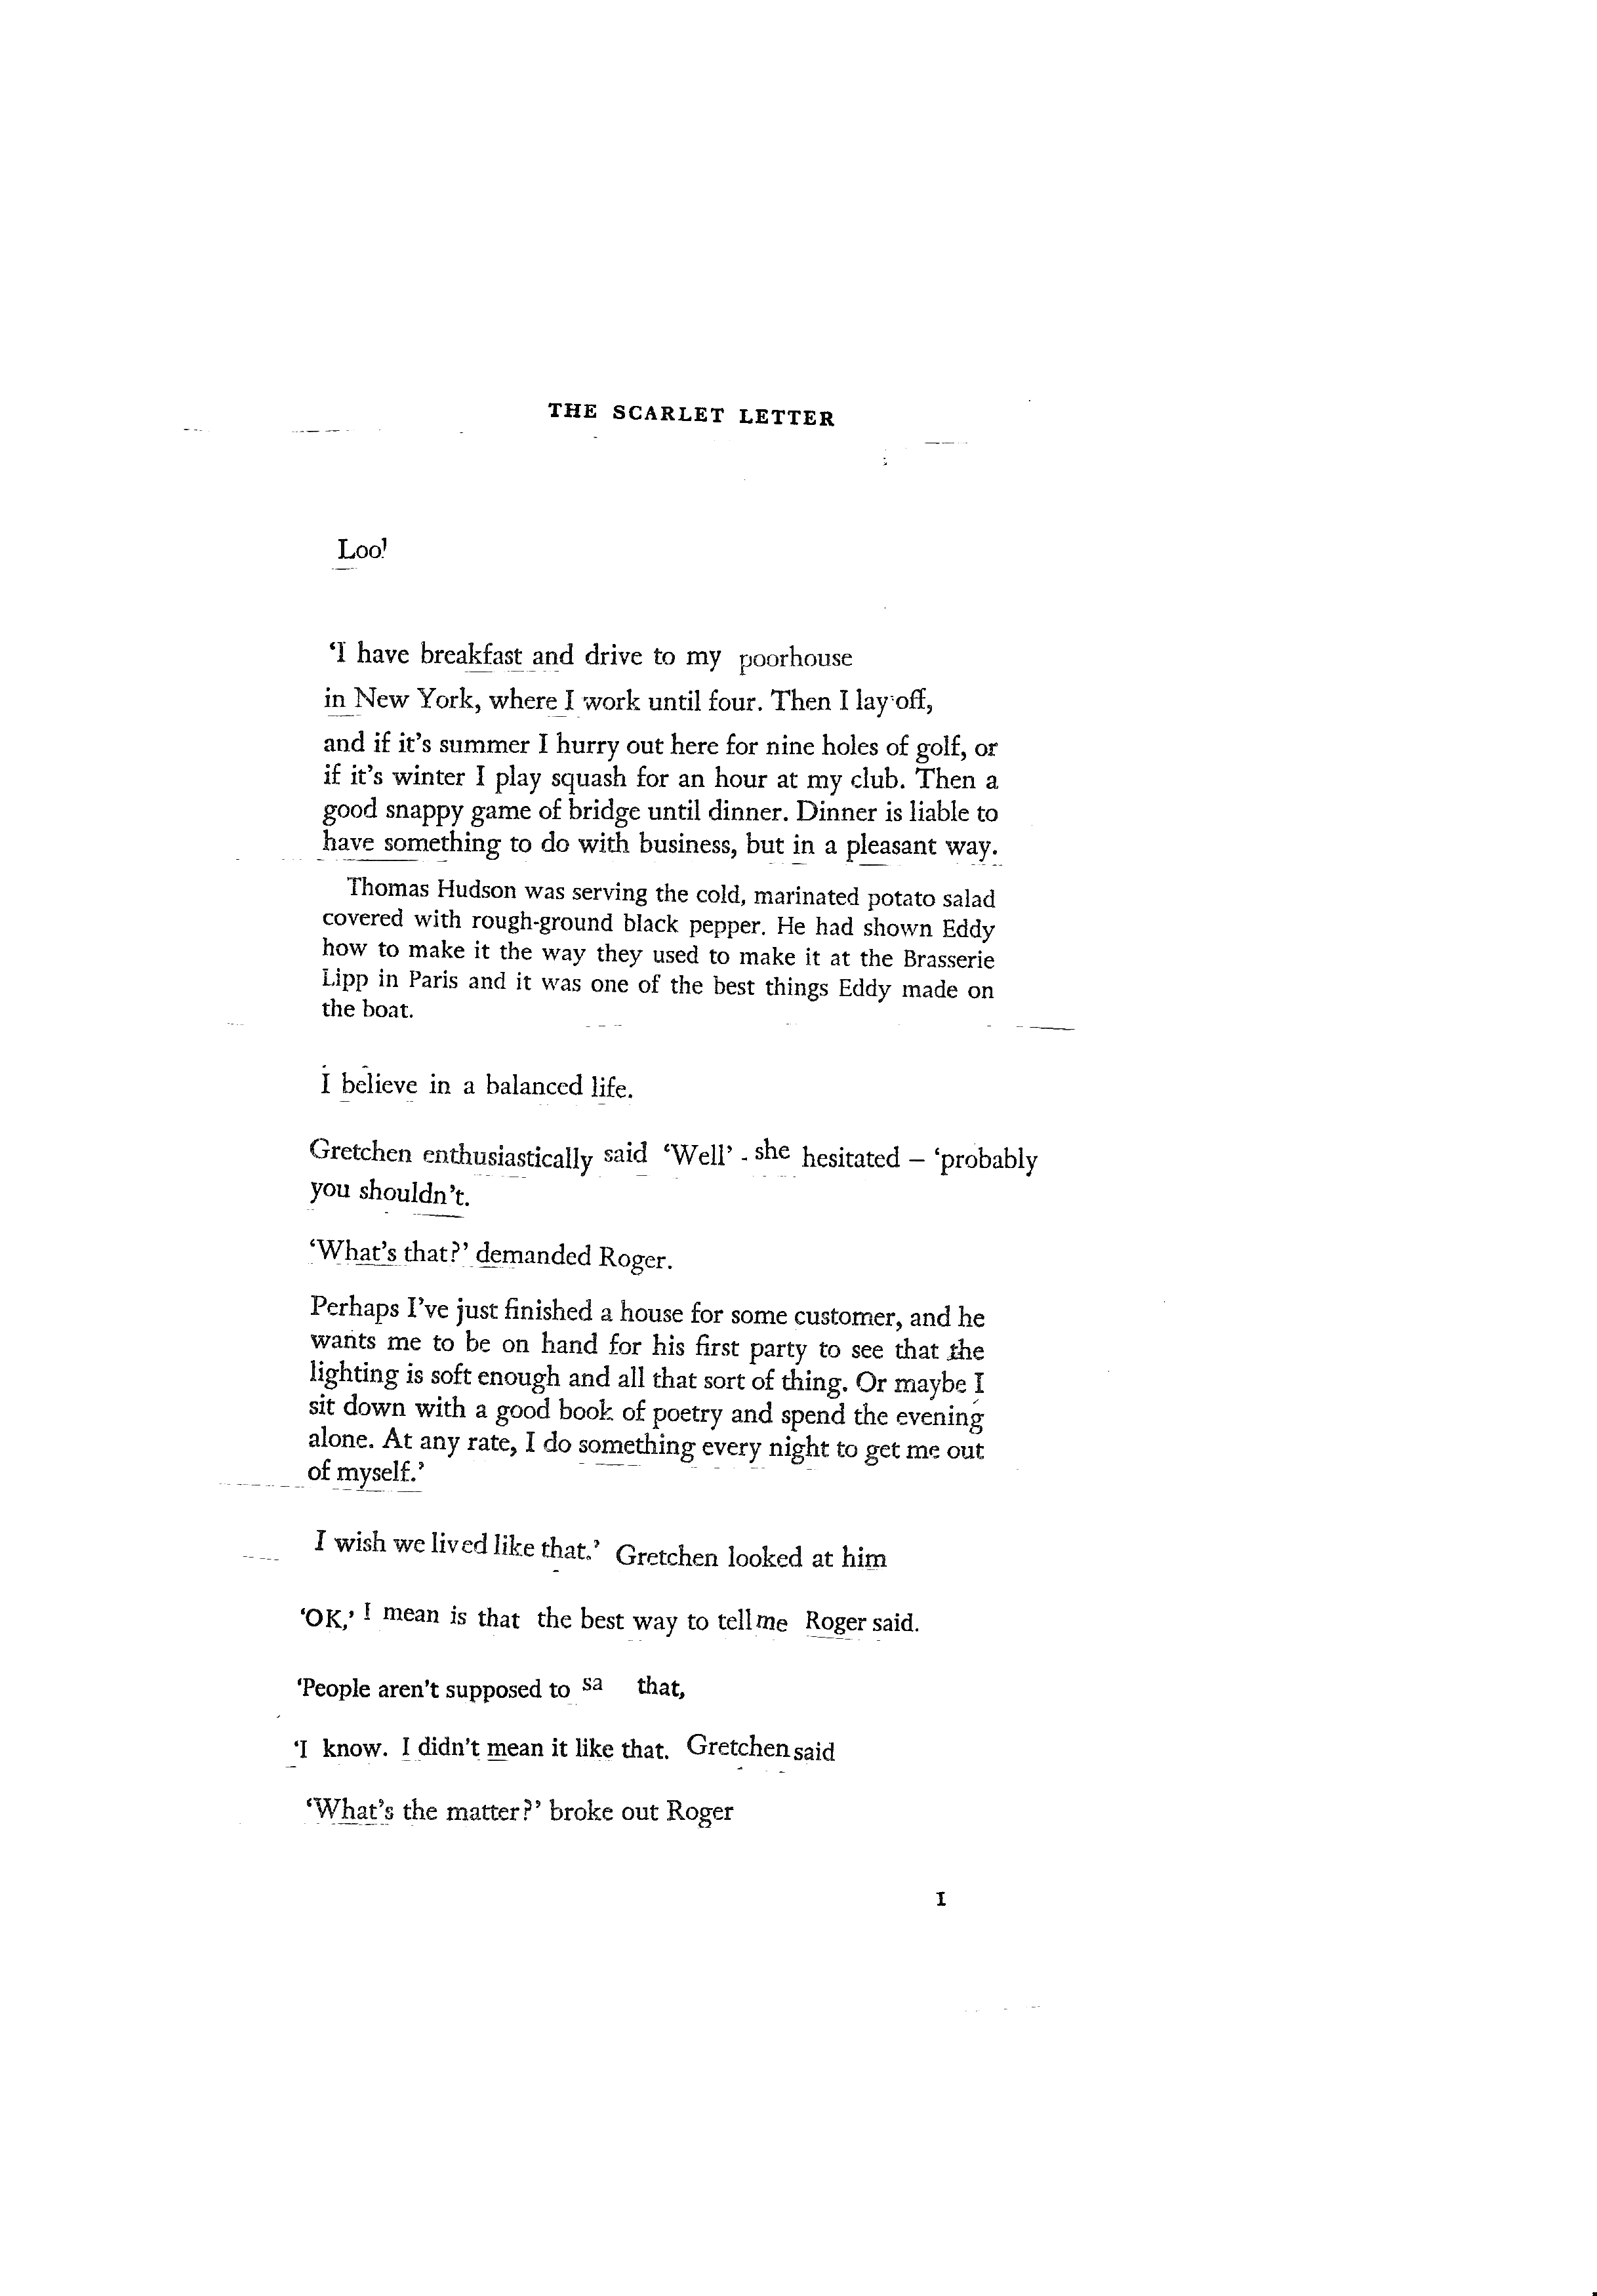 THE SCARLET LETTER
Loo!
‘I have breakfast and drive to my poorhouse
in New York, where I work until four. Then I lay off,
and if it’s summer I hurry out here for nine holes of golf, or
if it’s winter I play squash for an hour at my club. Then a
good snappy game of bridge until dinner. Dinner is liable to
have something to do with business, but in a pleasant way.
Thomas Hudson was serving the cold, marinated potato salad
covered with rough-ground black pepper. He had shown Eddy
how to make it the way they used to make it at the Brasserie
Lipp in Paris and it was one of the best things Eddy made on
the boat.
I believe in a balanced life.
Gretchen enthusiastically said ‘Well’ - she hesitated – ‘probably
you shouldn’t.
‘What’s that?’ demanded Roger.
Perhaps I’ve just finished a house for some customer, and he
wants me to be on hand for his first party to see that the
lighting is soft enough and all that sort of thing. Or maybe I
sit down with a good book of poetry and spend the evening
alone. At any rate, I do something every night to get me out
of myself.’
I wish we lived like that.’ Gretchen looked at him
‘OK,’ I mean is that the best way to tell me Roger said.
‘People aren't supposed to sa that,
‘I know. I didn't mean it like that. Gretchen said
‘What’s the matter?’ broke out Roger
I